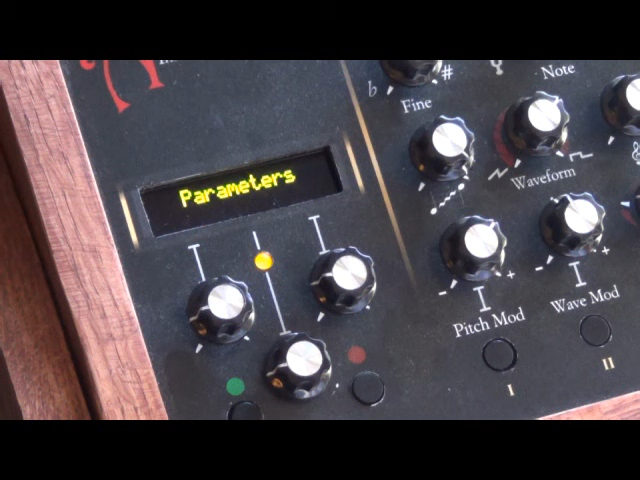 Note
♭ #
Fine
Parameters
Waveform
- +
- +
Pitch Mod
Wave Mod
I
II